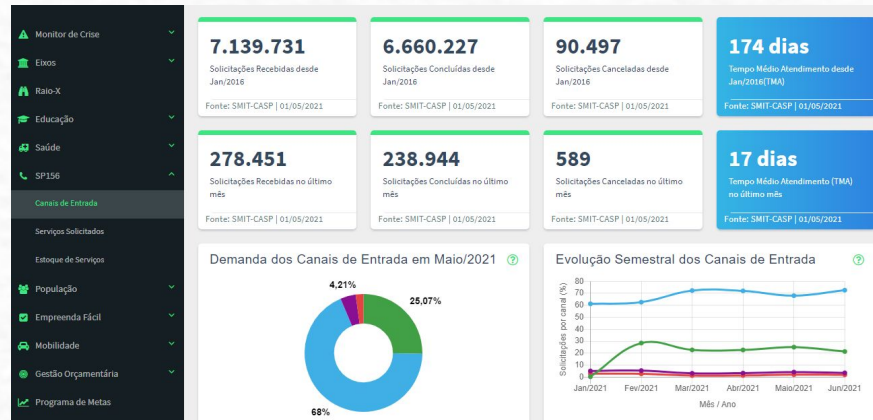 Monitor de Crise
Eixos
Raio-X
Educação
Saúde
SP156
Canais de Entrada
Serviços Solicitados
Estoque de Serviços
População
Empreenda Fácil
Mobilidade
Gestão Orçamentária
Programa de Metas
7.139.731
Solicitações Recebidas desde
Jan/2016
Fonte: SMIT-CASP | 01/05/2021
6.660.227
Solicitações Concluídas desde
Jan/2016
Fonte: SMIT-CASP | 01/05/2021
90.497
Solicitações Canceladas desde
Jan/2016
Fonte: SMIT-CASP | 01/05/2021
174 dias
Tempo Médio Atendimento desde
Jan/2016(TMA)
Fonte: SMIT-CASP | 01/05/2021
278.451
Solicitações Recebidas no último
mês
Fonte: SMIT-CASP | 01/05/2021
238.944
Solicitações Concluídas no último
mês
Fonte: SMIT-CASP | 01/05/2021
589
Solicitações Canceladas no último
mês
Fonte: SMIT-CASP | 01/05/2021
17 dias
Tempo Médio Atendimento (TMA)
no último mês
Fonte: SMIT-CASP | 01/05/2021
Demanda dos Canais de Entrada em Maio/2021 ?
4,21%
25,07%
68%
Evolução Semestral dos Canais de Entrada ?
Solicitações por canal (%)
80
70
60
50
40
30
20
10
0
Jan/2021 Fev/2021 Mar/2021 Abr/2021 Maio/2021 Jun/2021
Mês / Ano